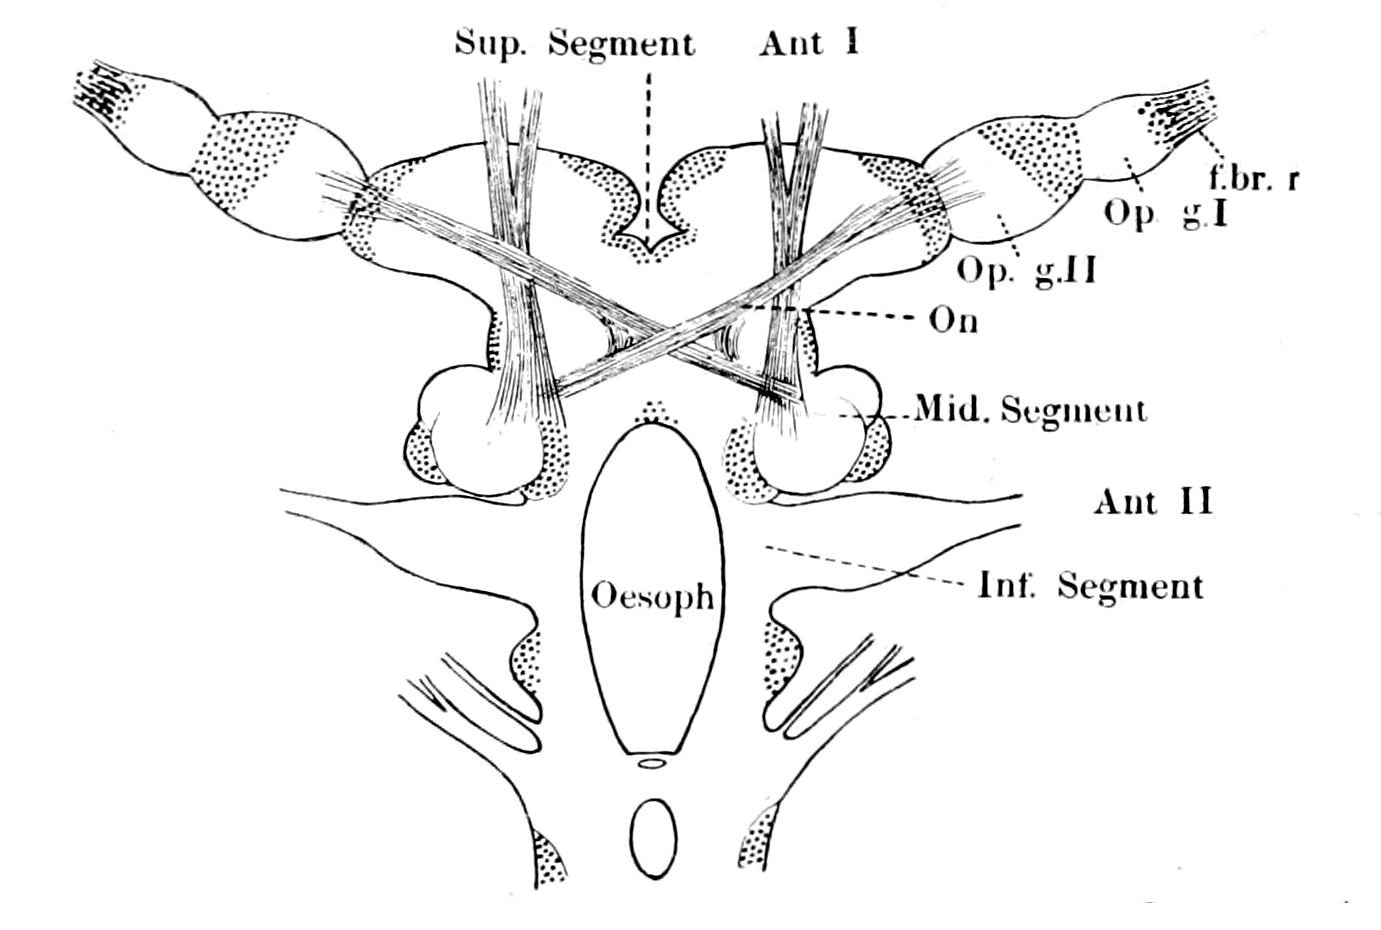 Sup. Segment
Ant I
f.br. r
Op. g.I
Op. g.II
On
Mid. Segment
Ant II
Oesoph
Inf. Segment